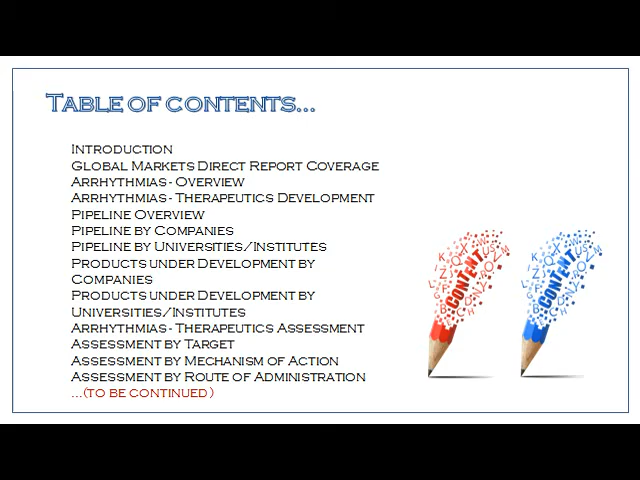 Table of contents...
Introduction
Global Markets Direct Report Coverage
Arrhythmias - Overview
Arrhythmias - Therapeutics Development
Pipeline Overview
Pipeline by Companies
Pipeline by Universities/Institutes
Products under Development by
Companies
Products under Development by
Universities/Institutes
Arrhythmias - Therapeutics Assessment
Assessment by Target
Assessment by Mechanism of Action
Assessment by Route of Administration
...(to be continued)
CONTENT
CONTENT